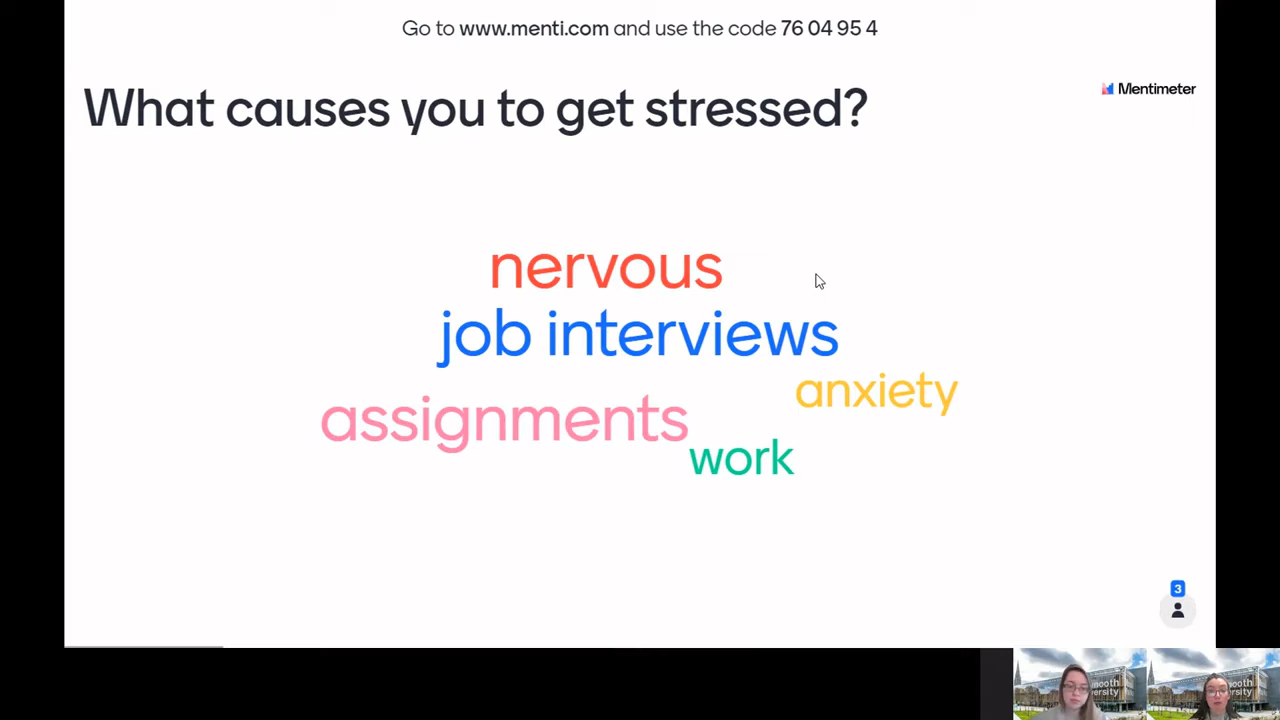 Go to www.menti.com and use the code 76 04 95 4
Mentimeter
What causes you to get stressed?
nervous
job interviews
anxiety
assignments
work
3